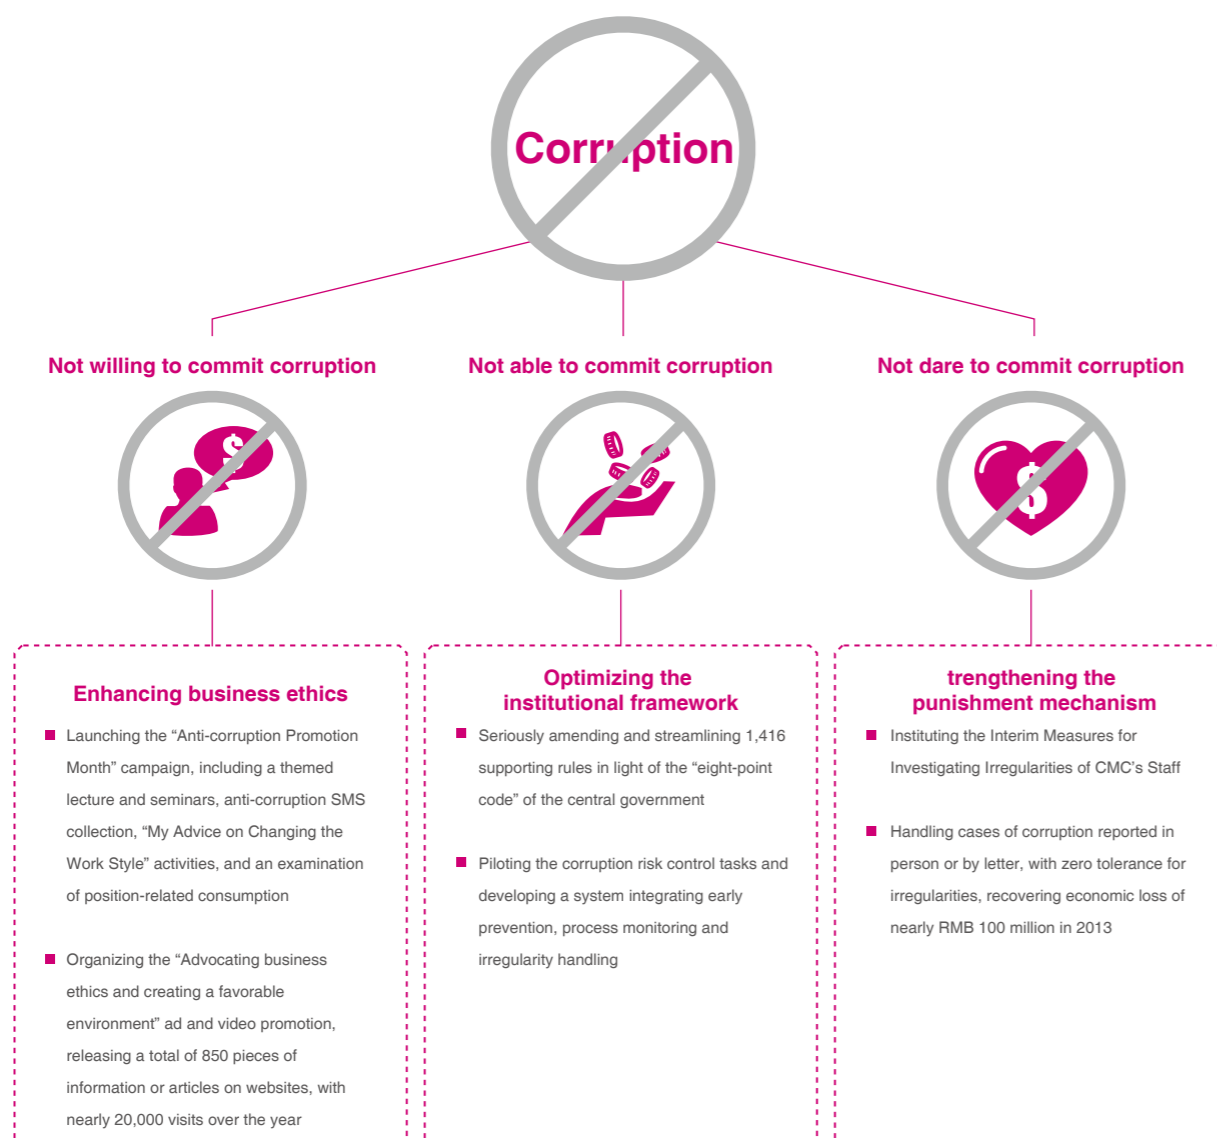 Corruption
Not willing to commit corruption
Not able to commit corruption
Not dare to commit corruption
Enhancing business ethics
Launching the “Anti-corruption Promotion
Month” campaign, including a themed
lecture and seminars, anti-corruption SMS
collection, “My Advice on Changing the
Work Style” activities, and an examination
of position-related consumption
Organizing the “Advocating business
ethics and creating a favorable
environment” ad and video promotion,
releasing a total of 850 pieces of
information or articles on websites, with
nearly 20,000 visits over the year
Optimizing the
institutional framework
Seriously amending and streamlining 1,416
supporting rules in light of the “eight-point
code” of the central government
Piloting the corruption risk control tasks and
developing a system integrating early
prevention, process monitoring and
irregularity handling
trengthening the
punishment mechanism
Instituting the Interim Measures for
Investigating Irregularities of CMC’s Staff
Handling cases of corruption reported in
person or by letter, with zero tolerance for
irregularities, recovering economic loss of
nearly RMB 100 million in 2013